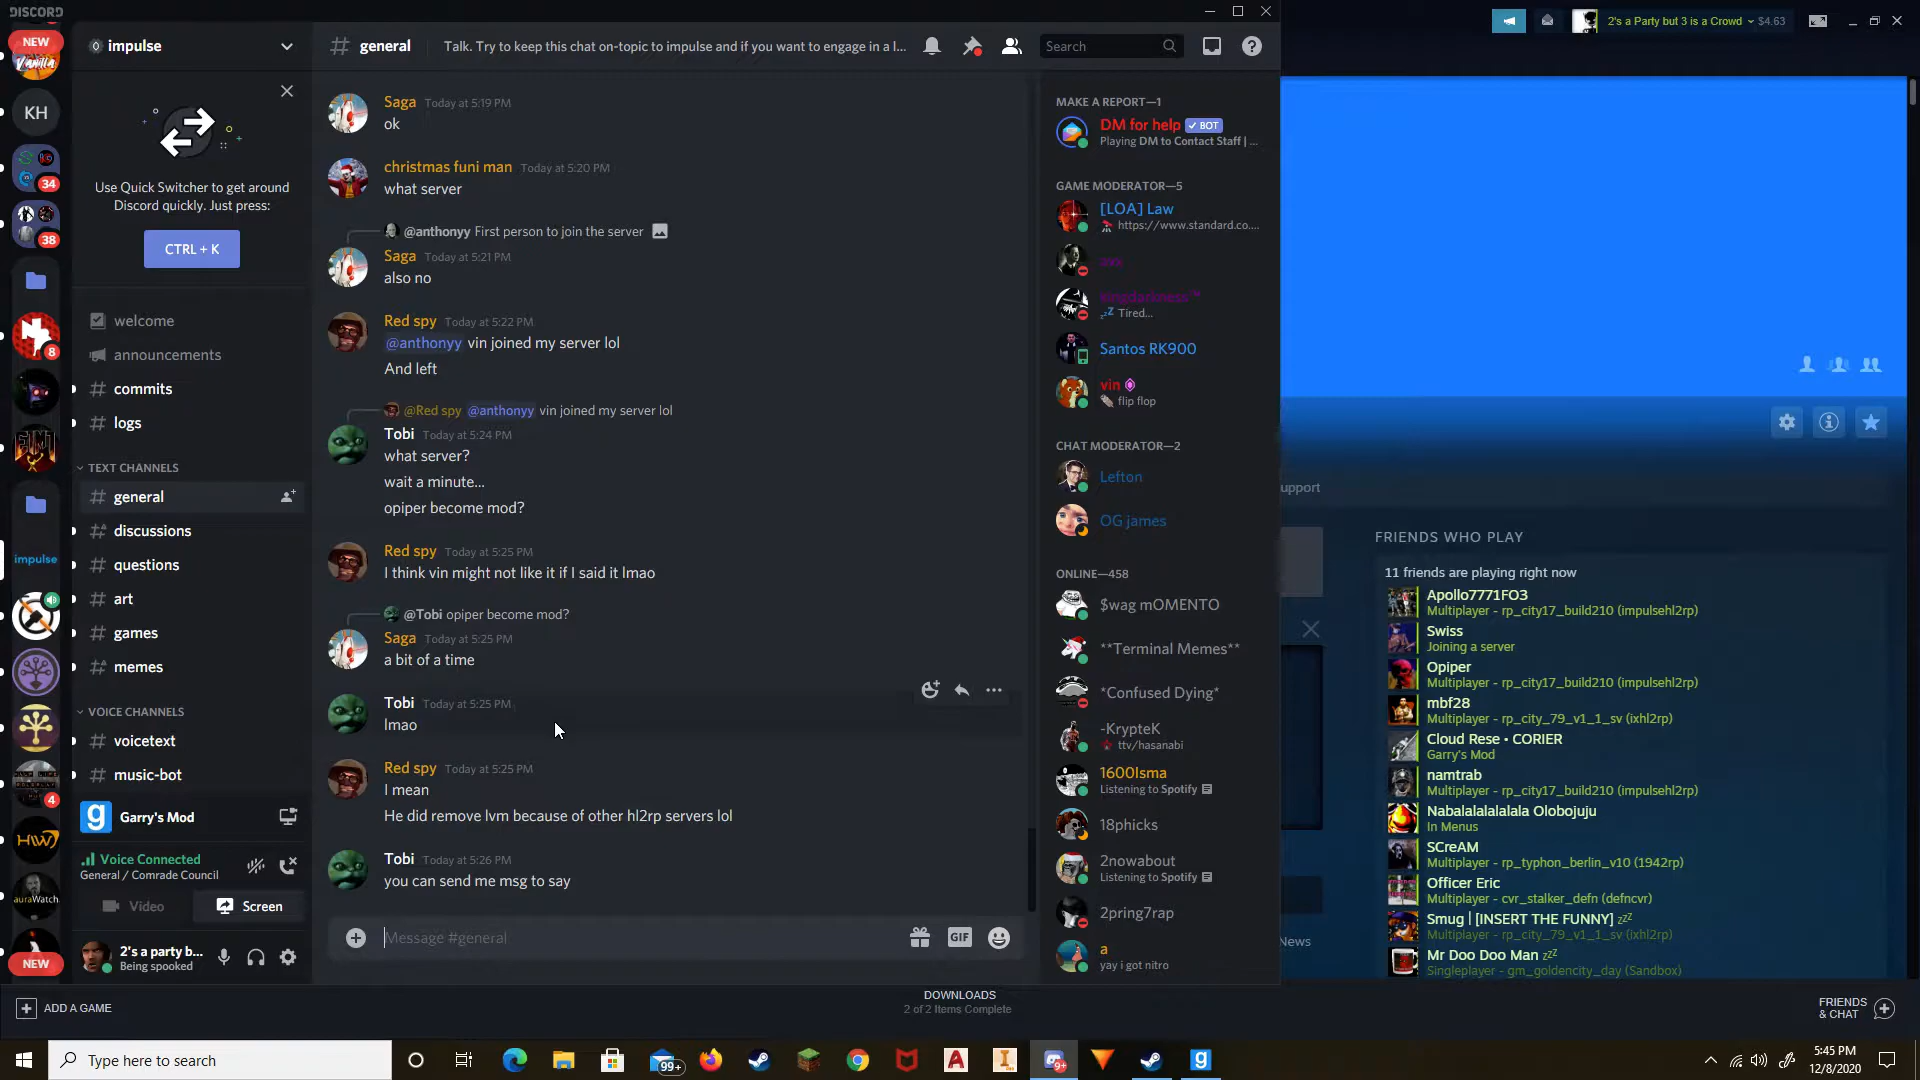 DISCORD
NEW
Vanilla
KH
34
38
8
impulse
4
HW
auraWatch
NEW
impulse
Use Quick Switcher to get around
Discord quickly. Just press:
CTRL + K
welcome
announcements
commits
logs
TEXT CHANNELS
general
discussions
questions
art
games
memes
VOICE CHANNELS
voicetext
music-bot
Garry's Mod
Voice Connected
General / Comrade Council
Video
Screen
2's a party b...
Being spooked
general
Talk. Try to keep this chat on-topic to impulse and if you want to engage in a l...
Search
Saga Today at 5:19 PM
ok
christmas funi man Today at 5:20 PM
what server
@anthonyy First person to join the server
Saga Today at 5:21 PM
also no
Red spy Today at 5:22 PM
@anthonyy vin joined my server lol
And left
@Red spy @anthonyy vin joined my server lol
Tobi Today at 5:24 PM
what server?
wait a minute...
opiper become mod?
Red spy Today at 5:25 PM
I think vin might not like it if I said it lmao
@Tobi opiper become mod?
Saga Today at 5:25 PM
a bit of a time
Tobi Today at 5:25 PM
lmao
Red spy Today at 5:25 PM
I mean
He did remove lvm because of other hl2rp servers lol
Tobi Today at 5:26 PM
you can send me msg to say
Message #general
GIF
MAKE A REPORT—1
DM for help ✓ BOT
Playing DM to Contact Staff | ...
GAME MODERATOR—5
[LOA] Law
https://www.standard.co....
kingdarkness™
Tired...
Santos RK900
vin
flip flop
CHAT MODERATOR—2
Lefton
OG james
ONLINE—458
$wag mOMENTO
**Terminal Memes**
*Confused Dying*
-KrypteK
ttv/hasanabi
1600Isma
Listening to Spotify
18phicks
2nowabout
Listening to Spotify
2pring7rap
a
yay i got nitro
2's a Party but 3 is a Crowd $4.63
upport
News
FRIENDS WHO PLAY
11 friends are playing right now
Apollo7771FO3
Multiplayer - rp_city17_build210 (impulsehl2rp)
Swiss
Joining a server
Opiper
Multiplayer - rp_city17_build210 (impulsehl2rp)
mbf28
Multiplayer - rp_city_79_v1_1_sv (ixhl2rp)
Cloud Rese • CORIER
Garry's Mod
namtrab
Multiplayer - rp_city17_build210 (impulsehl2rp)
Nabalalalalala Olobojuju
In Menus
SCreAM
Multiplayer - rp_typhon_berlin_v10 (1942rp)
Officer Eric
Multiplayer - cvr_stalker_defn (defncvr)
Smug | [INSERT THE FUNNY] zzz
Multiplayer - rp_city_79_v1_1_sv (ixhl2rp)
Mr Doo Doo Man zzz
Singleplayer - gm_goldencity_day (Sandbox)
ADD A GAME
DOWNLOADS
2 of 2 Items Complete
FRIENDS
& CHAT
Type here to search
99+
9+
5:45 PM
12/8/2020